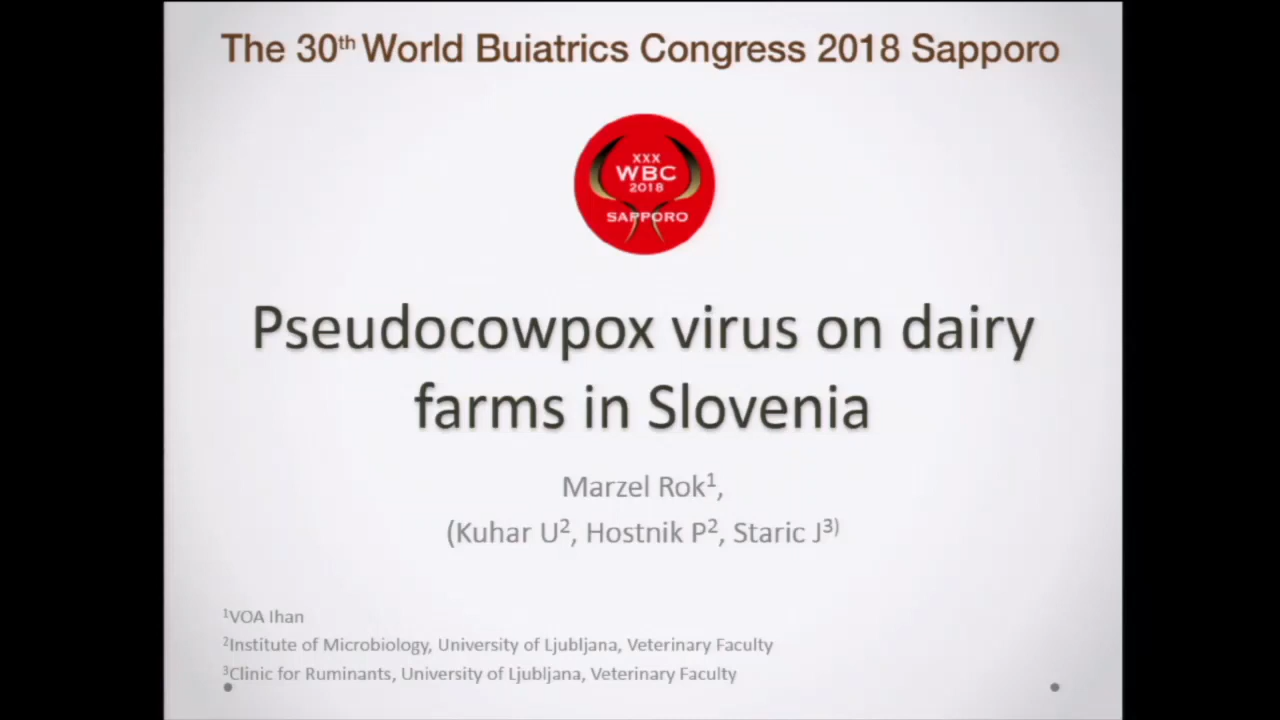 The 30th World Buiatrics Congress 2018 Sapporo
XXX
WBC
2018
SAPPORO
Pseudocowpox virus on dairy
farms in Slovenia
Marzel Rok1,
(Kuhar U2, Hostnik P2, Staric J3)
1VOA Ihan
2Institute of Microbiology, University of Ljubljana, Veterinary Faculty
3Clinic for Ruminants, University of Ljubljana, Veterinary Faculty